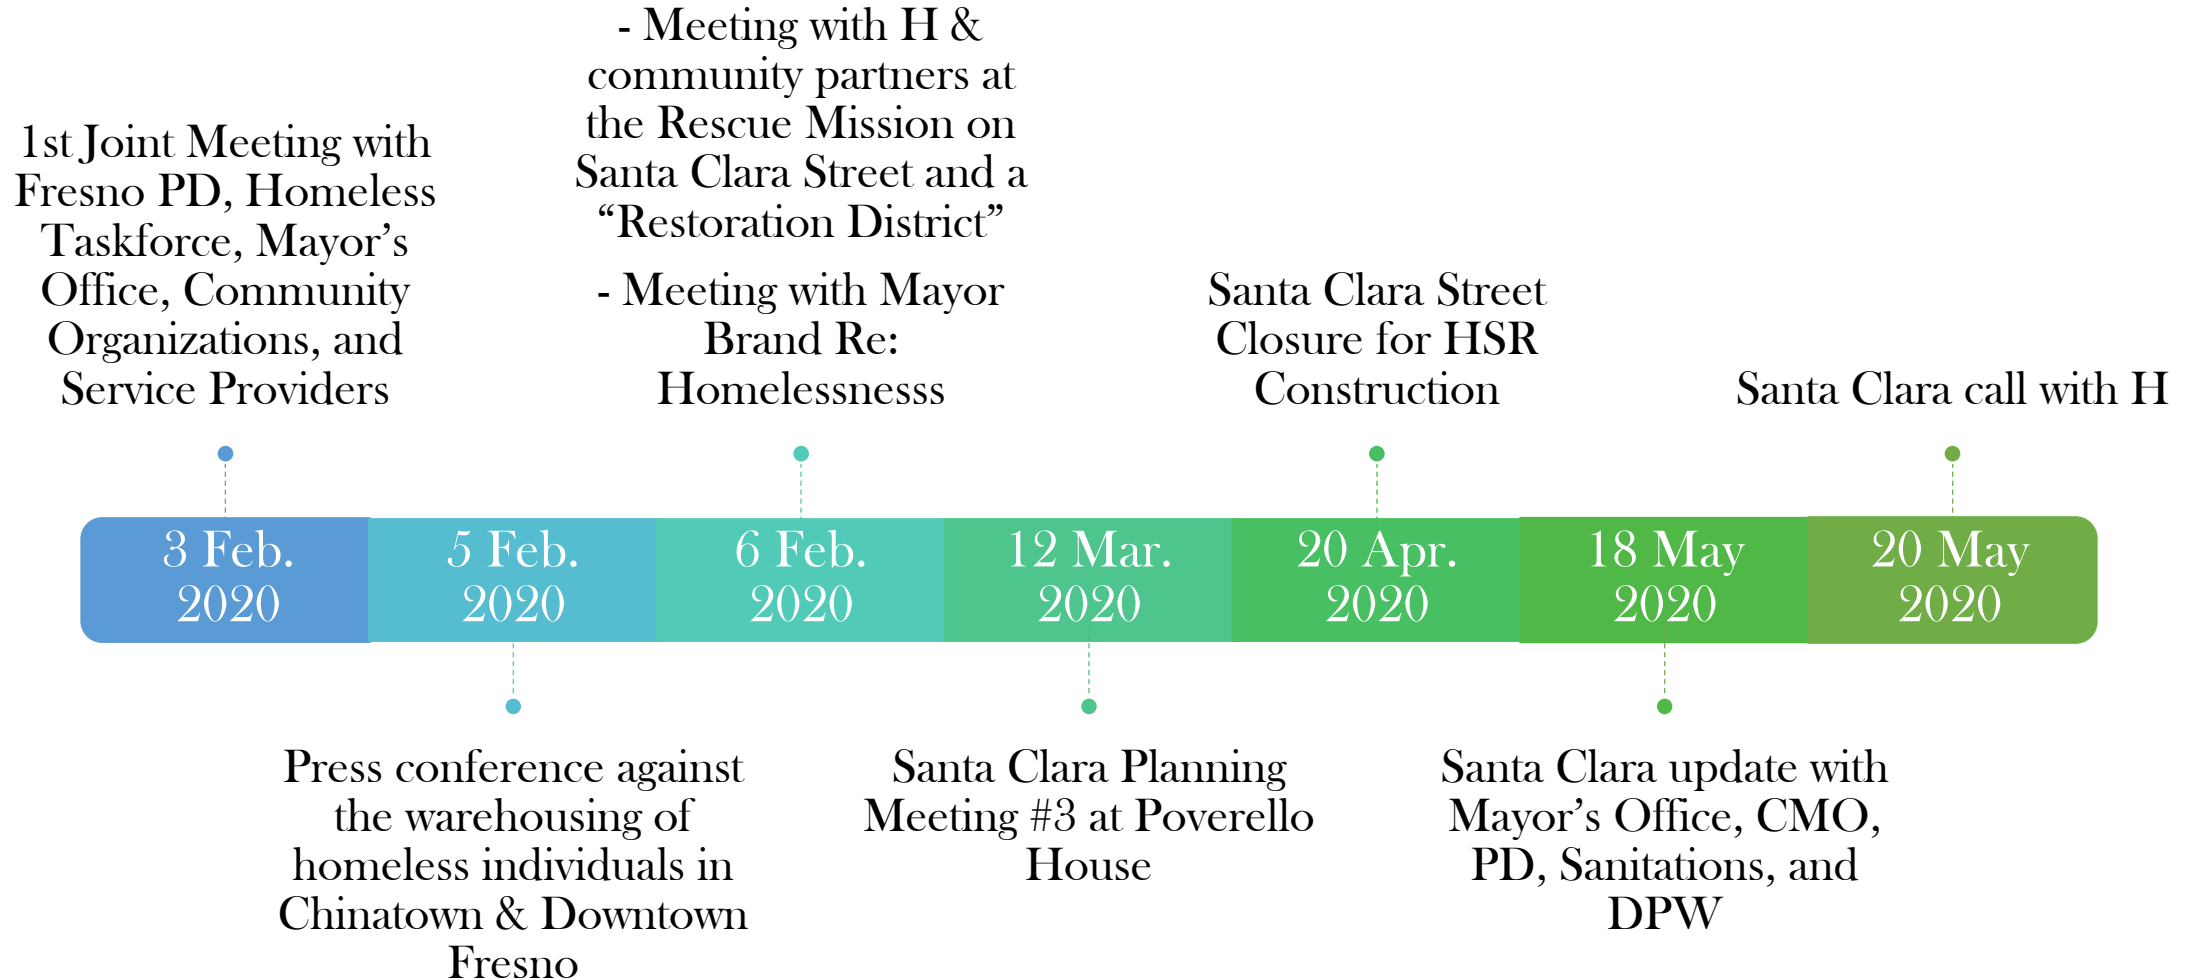 1st Joint Meeting with
Fresno PD, Homeless
Taskforce, Mayor’s
Office, Community
Organizations, and
Service Providers
- Meeting with H &
community partners at
the Rescue Mission on
Santa Clara Street and a
“Restoration District”
- Meeting with Mayor
Brand Re:
Homelessnesss
Santa Clara Street
Closure for HSR
Construction
Santa Clara call with H
3 Feb.
2020
5 Feb.
2020
6 Feb.
2020
12 Mar.
2020
20 Apr.
2020
18 May
2020
20 May
2020
Press conference against
the warehousing of
homeless individuals in
Chinatown & Downtown
Fresno
Santa Clara Planning
Meeting #3 at Poverello
House
Santa Clara update with
Mayor’s Office, CMO,
PD, Sanitations, and
DPW